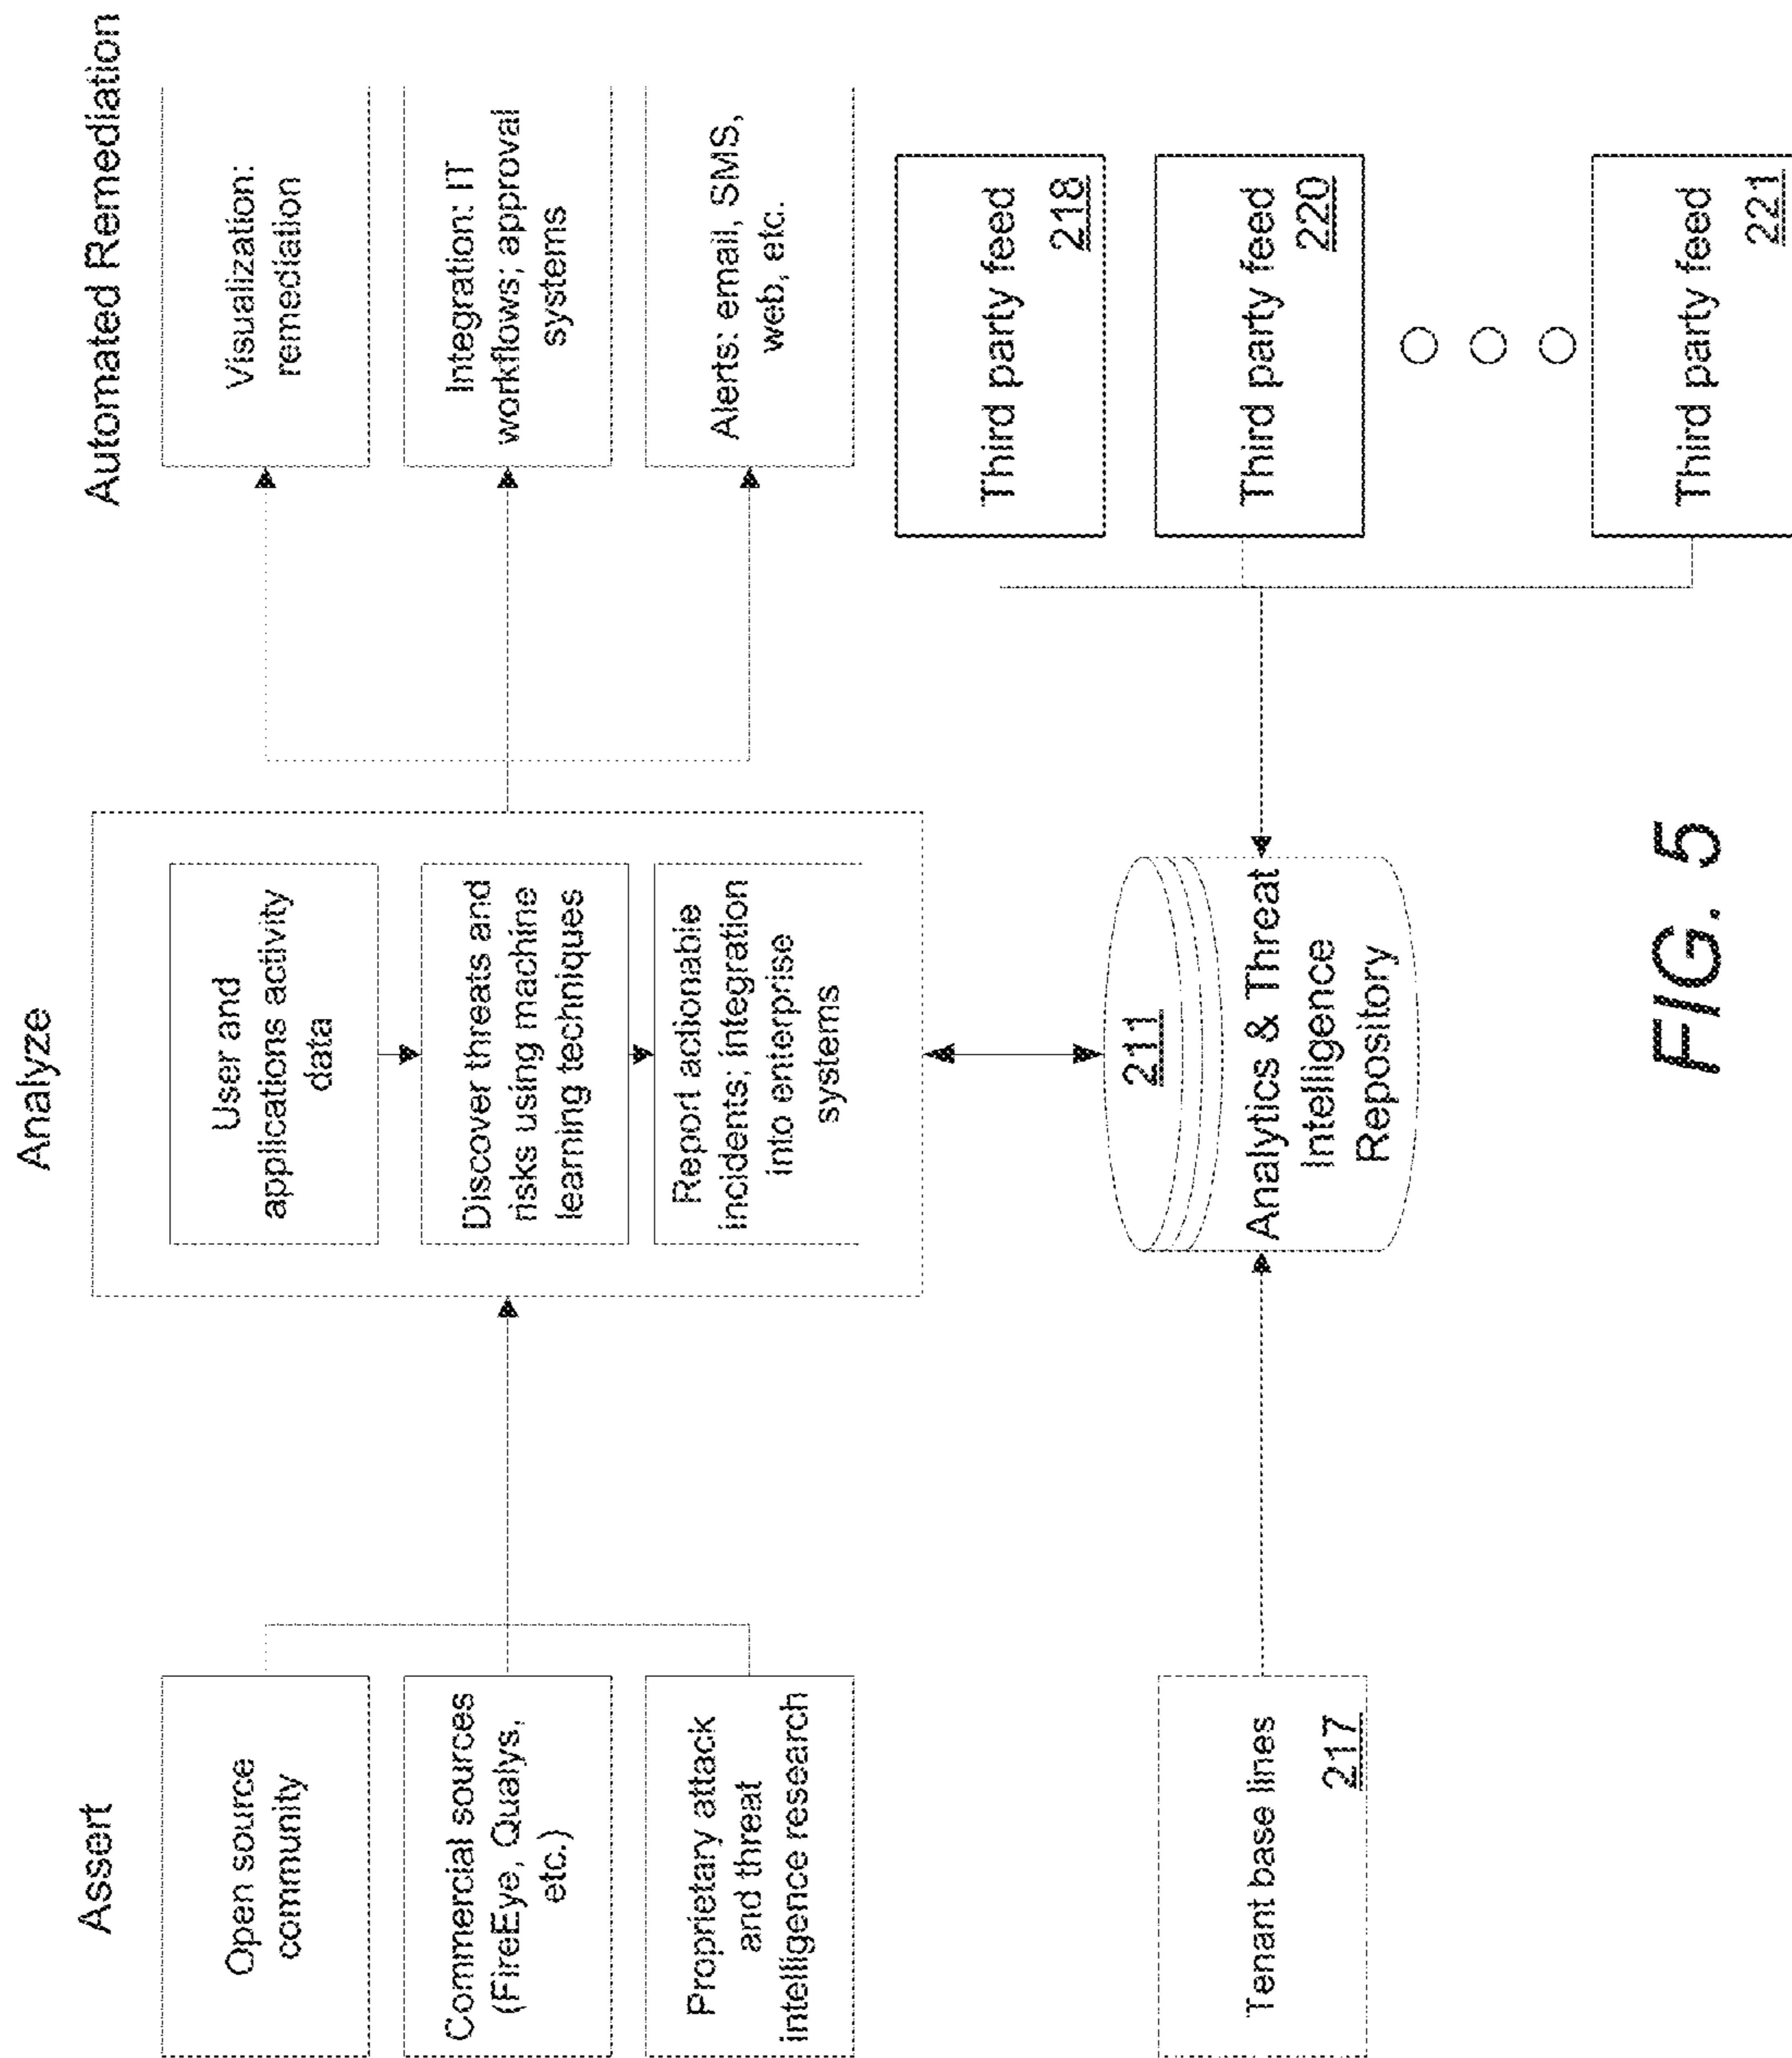 Assert
Analyze
Automated Remediation
Open source
community
Commercial sources
(FireEye, Qualys,
etc.)
Proprietary attack
and threat
intelligence research
User and
applications activity
data
Discover threats and
risks using machine
learning techniques
Report actionable
incidents; integration
into enterprise
systems
Visualization:
remediation
Integration: IT
workflows; approval
systems
Alerts: email, SMS,
web, etc.
Tenant base lines
217
211
Analytics & Threat
Intelligence
Repository
Third party feed
218
Third party feed
220
Third party feed
221
FIG. 5